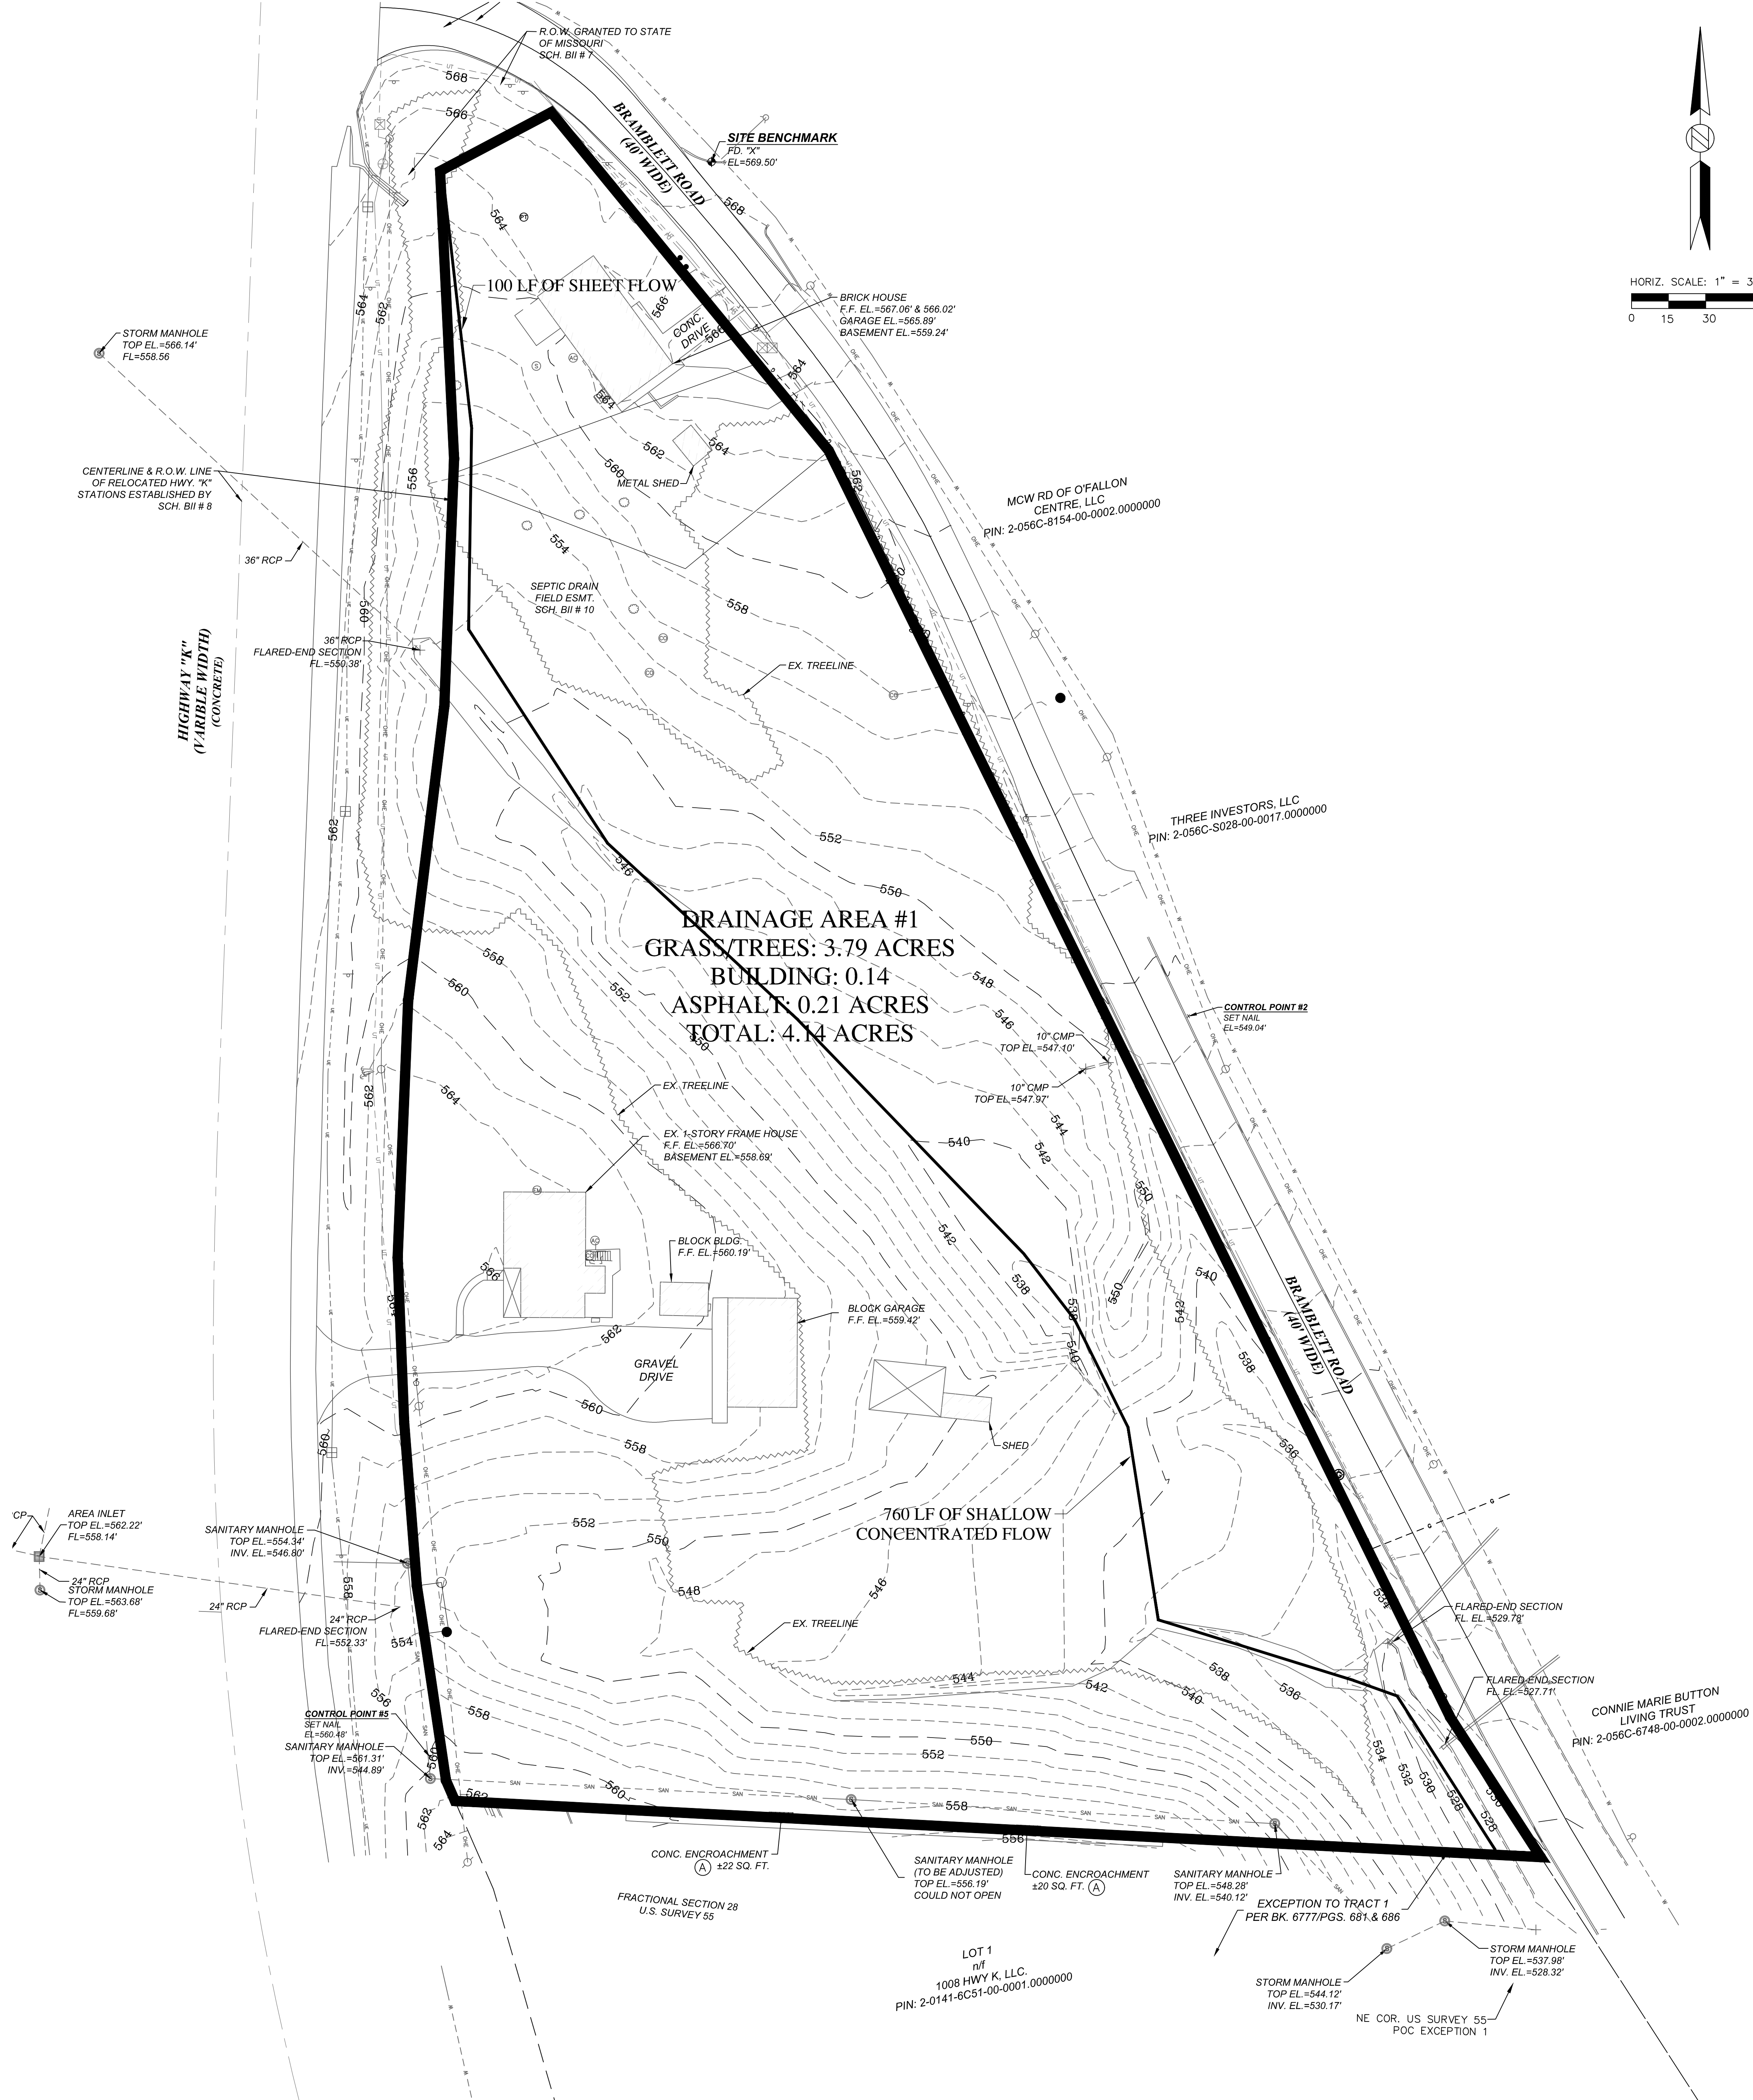 R.O.W. GRANTED TO STATE
OF MISSOURI
SCH. BII # 7
568
566
BRAMBLETT ROAD
(40' WIDE)
SITE BENCHMARK
FD. "X"
EL=569.50'
568
564
HORIZ. SCALE: 1" = 3
0 15 30
100 LF OF SHEET FLOW
566
CONC.
DRIVE
566
BRICK HOUSE
F.F. EL.=567.06' & 566.02'
GARAGE EL.=565.89'
BASEMENT EL.=559.24'
564
562
STORM MANHOLE
TOP EL.=566.14'
FL=558.56
564
564
562
564
560
METAL SHED
562
CENTERLINE & R.O.W. LINE
OF RELOCATED HWY. "K"
STATIONS ESTABLISHED BY
SCH. BII # 8
556
MCW RD OF O'FALLON
CENTRE, LLC
PIN: 2-056C-8154-00-0002.0000000
36" RCP
554
SEPTIC DRAIN
FIELD ESMT.
SCH. BII # 10
558
560
HIGHWAY "K"
(VARIBLE WIDTH)
(CONCRETE)
36" RCP
FLARED-END SECTION
FL.=550.38'
EX. TREELINE
THREE INVESTORS, LLC
PIN: 2-056C-S028-00-0017.0000000
562
552
546
550
DRAINAGE AREA #1
GRASS/TREES: 3.79 ACRES
BUILDING: 0.14
ASPHALT: 0.21 ACRES
TOTAL: 4.14 ACRES
558
560
552
548
546
550
CONTROL POINT #2
SET NAIL
EL=549.04'
10" CMP
TOP EL.=547.10'
10" CMP
TOP EL.=547.97'
562
564
EX. TREELINE
544
542
540
EX. 1-STORY FRAME HOUSE
F.F. EL.=566.70'
BASEMENT EL.=558.69'
550
542
BLOCK BLDG.
F.F. EL.=560.19'
566
538
538
550
540
542
BRAMBLETT ROAD
(40' WIDE)
BLOCK GARAGE
F.F. EL.=559.42'
562
540
538
GRAVEL
DRIVE
560
558
560
SHED
536
760 LF OF SHALLOW
CONCENTRATED FLOW
CP
AREA INLET
TOP EL.=562.22'
FL=558.14'
SANITARY MANHOLE
TOP EL.=554.34'
INV. EL.=546.80'
552
550
24" RCP
STORM MANHOLE
TOP EL.=563.68'
FL=559.68'
24" RCP
558
548
546
534
24" RCP
FLARED-END SECTION
FL.=552.33'
554
EX. TREELINE
FLARED-END SECTION
FL. EL.=529.78'
544
542
540
538
536
FLARED-END SECTION
FL. EL.=527.71'
CONNIE MARIE BUTTON
LIVING TRUST
PIN: 2-056C-6748-00-0002.0000000
556
CONTROL POINT #5
SET NAIL
EL=560.48'
558
SANITARY MANHOLE
TOP EL.=561.31'
INV.=544.89'
560
550
552
534
532
530
528
528
530
562
560
558
556
562
564
CONC. ENCROACHMENT
A ±22 SQ. FT.
SANITARY MANHOLE
(TO BE ADJUSTED)
TOP EL.=556.19'
COULD NOT OPEN
CONC. ENCROACHMENT
±20 SQ. FT. A
SANITARY MANHOLE
TOP EL.=548.28'
INV. EL.=540.12'
EXCEPTION TO TRACT 1
PER BK. 6777/PGS. 681 & 686
FRACTIONAL SECTION 28
U.S. SURVEY 55
LOT 1
n/f
1008 HWY K, LLC.
PIN: 2-0141-6C51-00-0001.0000000
STORM MANHOLE
TOP EL.=537.98'
INV. EL.=528.32'
STORM MANHOLE
TOP EL.=544.12'
INV. EL.=530.17'
NE COR. US SURVEY 55
POC EXCEPTION 1